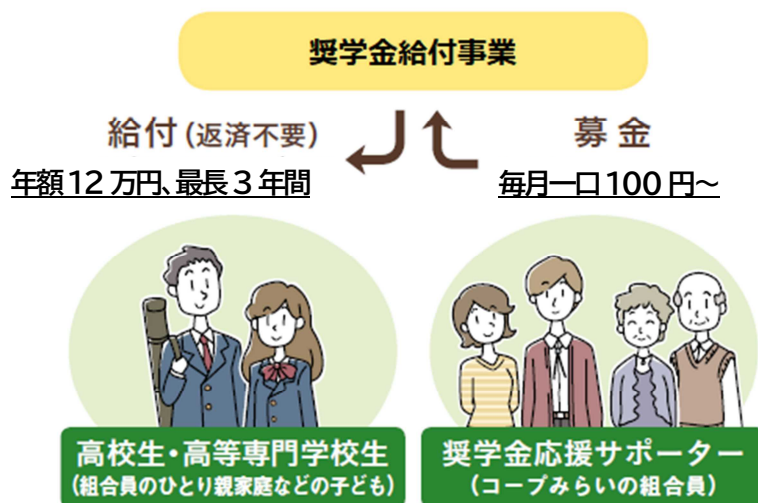 奨学金給付事業
給付(返済不要)
年額12万円、最長3年間
募金
毎月一口100円~
高校生・高等専門学校生
(組合員のひとり親家庭などの子ども)
奨学金応援サポーター
(コープみらいの組合員)